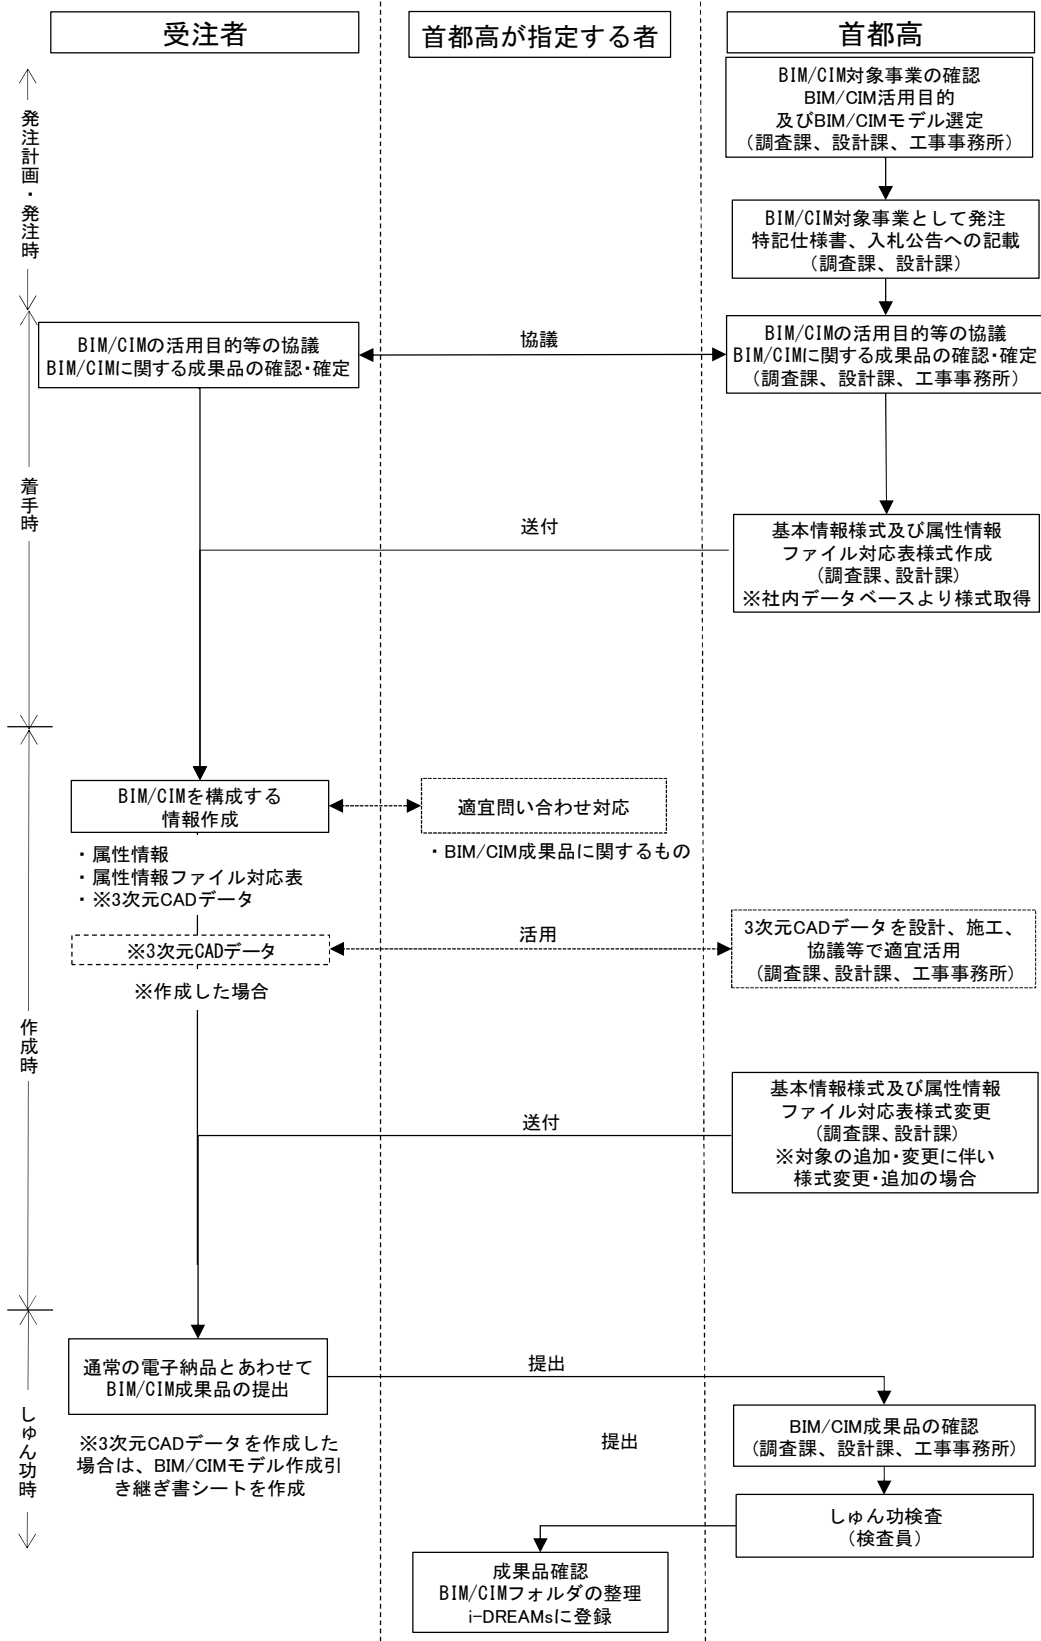 受注者
首都高が指定する者
首都高
発注計画・発注時
BIM/CIM対象事業の確認
BIM/CIM活用目的
及びBIM/CIMモデル選定
(調査課、設計課、工事事務所)
BIM/CIM対象事業として発注
特記仕様書、入札公告への記載
(調査課、設計課)
着手時
BIM/CIMの活用目的等の協議
BIM/CIMに関する成果品の確認・確定
協議
BIM/CIMの活用目的等の協議
BIM/CIMに関する成果品の確認・確定
(調査課、設計課、工事事務所)
送付
基本情報様式及び属性情報
ファイル対応表様式作成
(調査課、設計課)
※社内データベースより様式取得
作成時
BIM/CIMを構成する
情報作成
適宜問い合わせ対応
・属性情報
・属性情報ファイル対応表
・※3次元CADデータ
・BIM/CIM成果品に関するもの
※3次元CADデータ
活用
3次元CADデータを設計、施工、
協議等で適宜活用
(調査課、設計課、工事事務所)
※作成した場合
送付
基本情報様式及び属性情報
ファイル対応表様式変更
(調査課、設計課)
※対象の追加・変更に伴い
様式変更・追加の場合
しゅん功時
通常の電子納品とあわせて
BIM/CIM成果品の提出
提出
BIM/CIM成果品の確認
(調査課、設計課、工事事務所)
※3次元CADデータを作成した
場合は、BIM/CIMモデル作成引
き継ぎ書シートを作成
提出
しゅん功検査
(検査員)
成果品確認
BIM/CIMフォルダの整理
i-DREAMsに登録